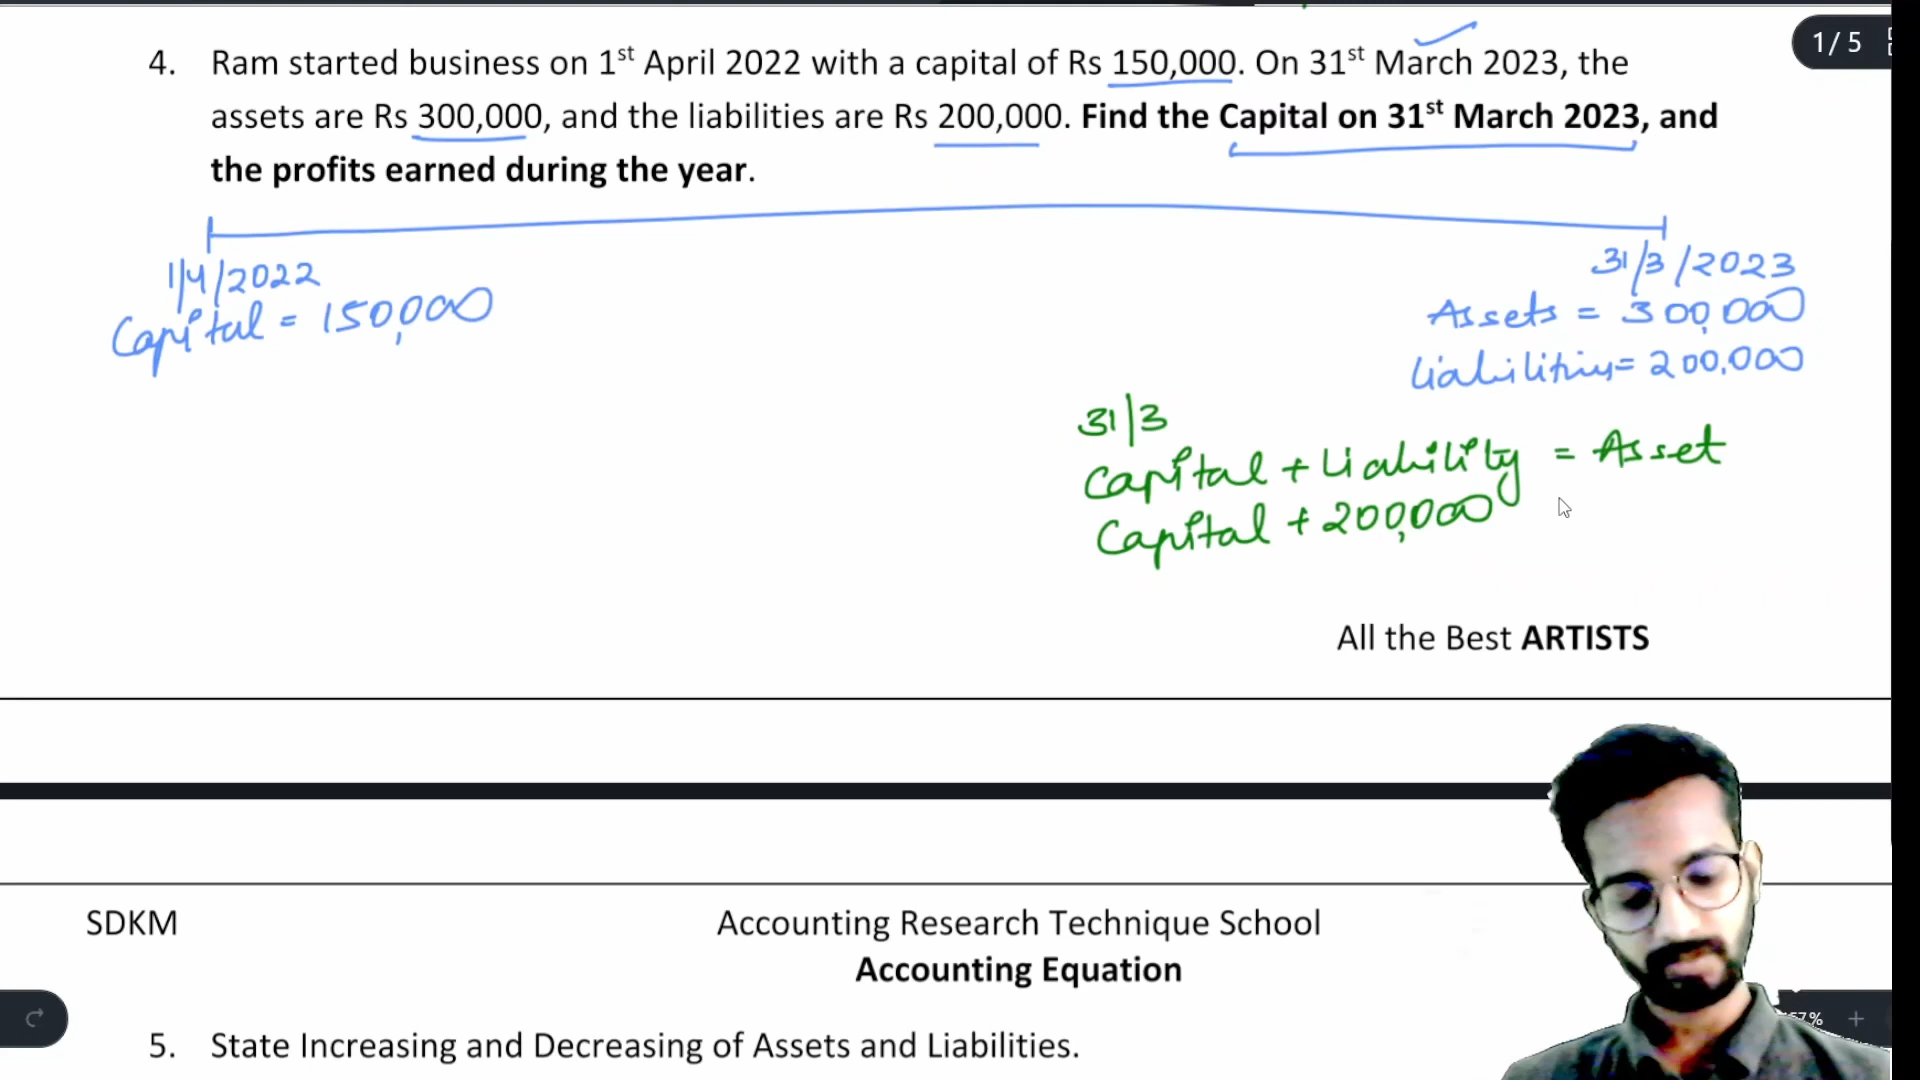 1/5
4. Ram started business on 1st April 2022 with a capital of Rs 150,000. On 31st March 2023, the
assets are Rs 300,000, and the liabilities are Rs 200,000. Find the Capital on 31st March 2023, and
the profits earned during the year.
1/4/2022
Capital = 150,000
31/3/2023
Assets = 300,000
Liabilities = 200,000
31/3
Capital + Liability = Asset
Capital + 200,000
All the Best ARTISTS
SDKM
Accounting Research Technique School
Accounting Equation
5. State Increasing and Decreasing of Assets and Liabilities.